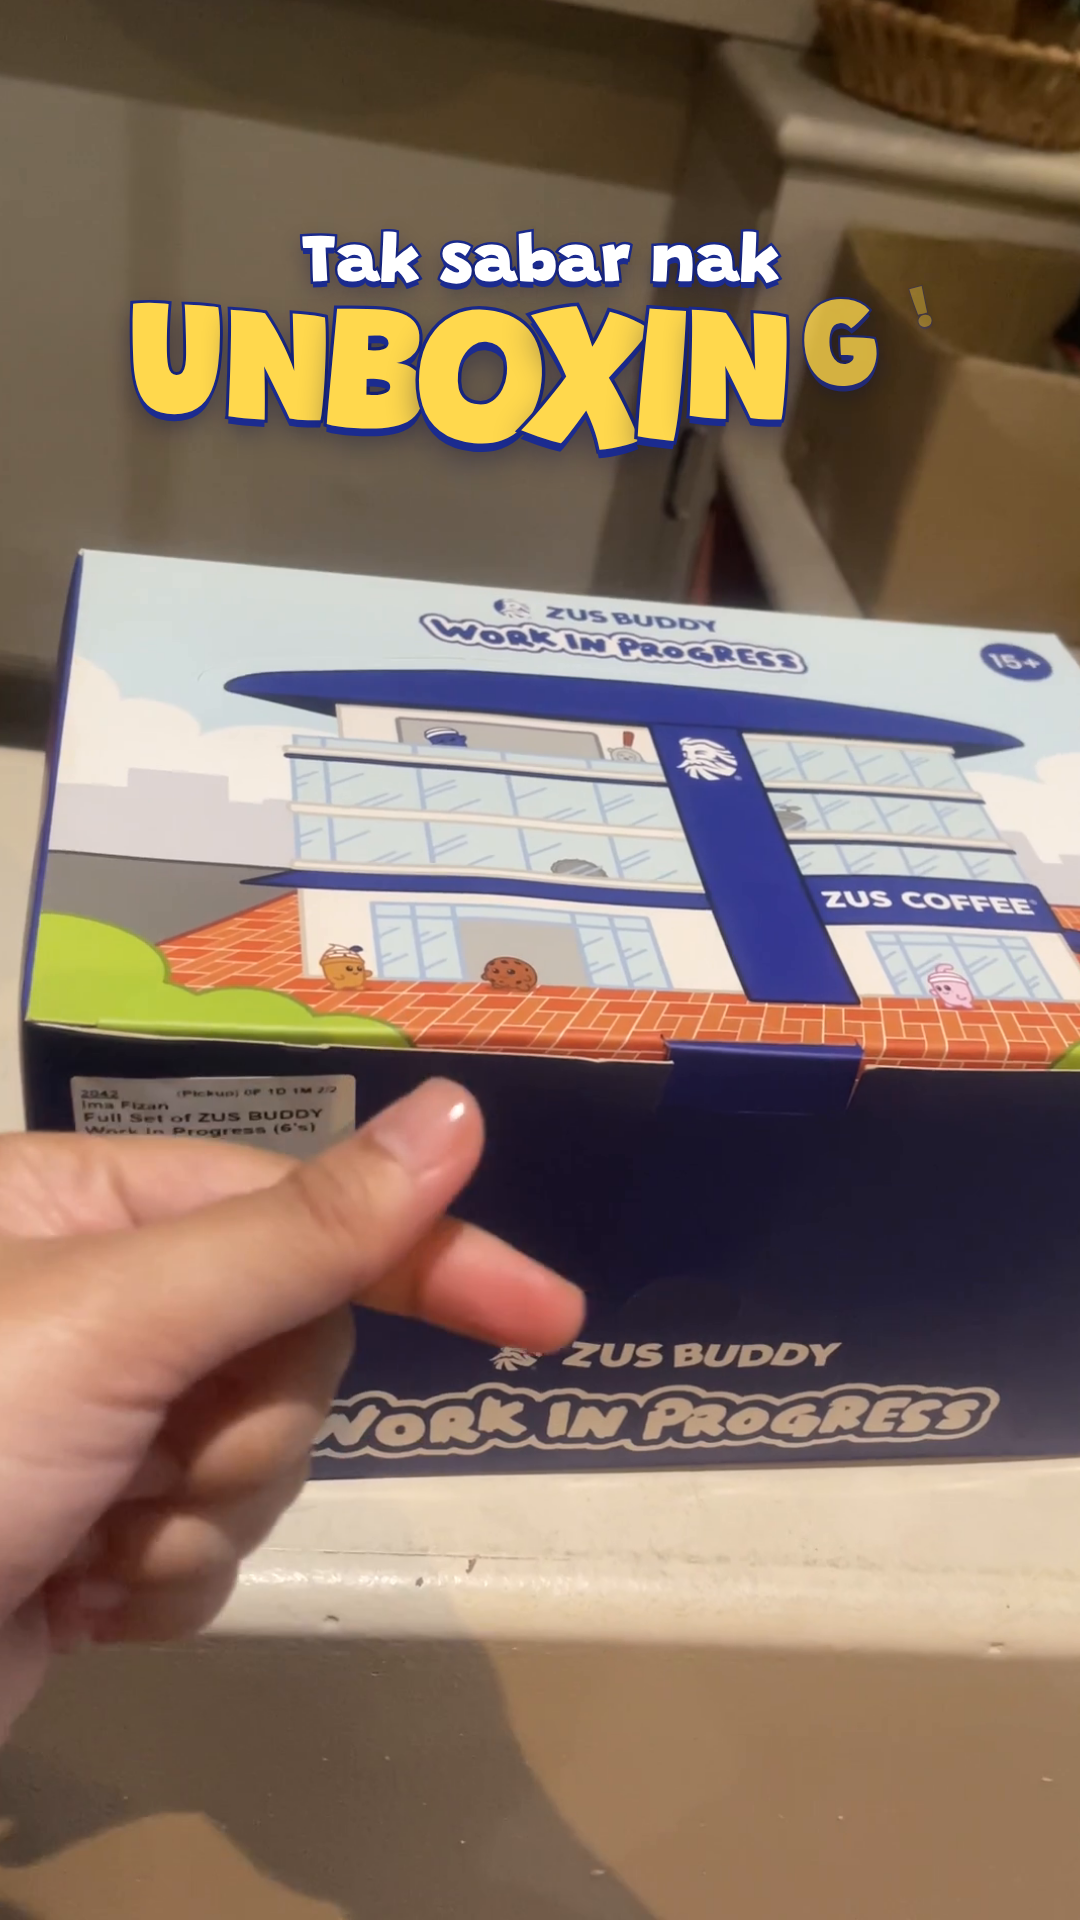 Tak sabar nak
UNBOXING !
ZUS BUDDY
WORK IN PROGRESS
15+
ZUS COFFEE
2042 (Pickup) 0F 1D 1M 2/2
Ima Fizan
Full Set of ZUS BUDDY
Work in Progress (6's)
ZUS BUDDY
WORK IN PROGRESS